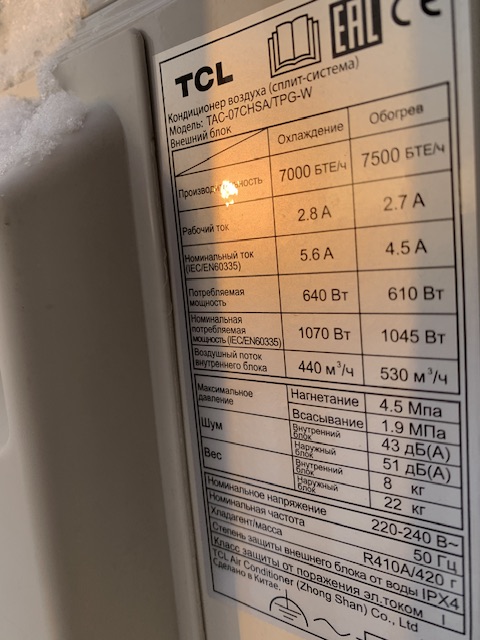 TCL
EAC CE
Кондиционер воздуха (сплит-система)
Модель: TAC-07CHSA/TPG-W
Внешний блок
Охлаждение Обогрев
Производительность 7000 БТЕ/ч 7500 БТЕ/ч
Рабочий ток 2.8 А 2.7 А
Номинальный ток
(IEC/EN60335) 5.6 А 4.5 А
Потребляемая
мощность 640 Вт 610 Вт
Номинальная
потребляемая
мощность (IEC/EN60335) 1070 Вт 1045 Вт
Воздушный поток
внутреннего блока 440 м³/ч 530 м³/ч
Максимальное
давление Нагнетание 4.5 Мпа
Всасывание 1.9 МПа
Шум Внутренний
блок 43 дБ(А)
Наружный
блок 51 дБ(А)
Вес Внутренний
блок 8 кг
Наружный
блок 22 кг
Номинальное напряжение 220-240 В~
Номинальная частота 50 Гц
Хладагент/масса R410A/420 г
Степень защиты внешнего блока от воды IPX4
Класс защиты от поражения эл.током I
TCL Air Conditioner (Zhong Shan) Co., Ltd
Сделано в Китае.